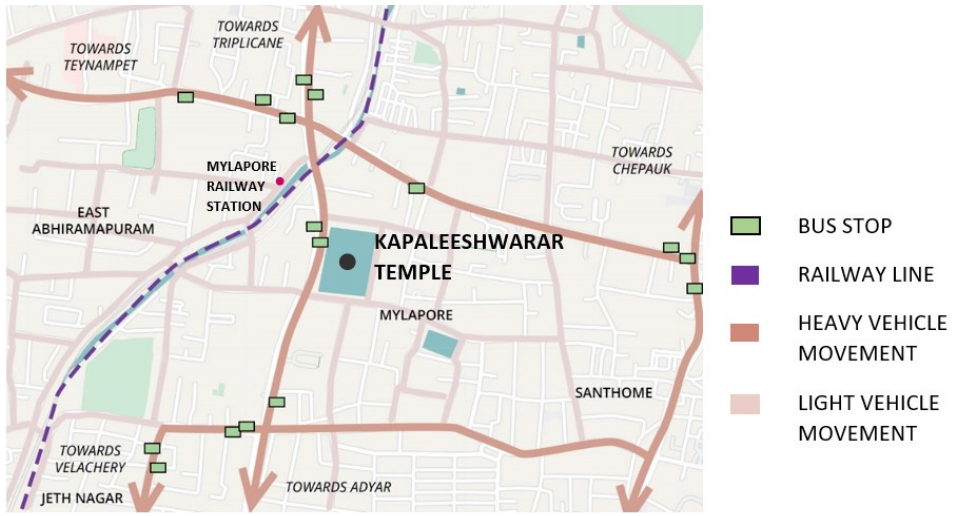 TOWARDS
TRIPLICANE
TOWARDS
TEYNAMPET
TOWARDS
CHEPAUK
MYLAPORE
RAILWAY
STATION
EAST
ABHIRAMAPURAM
KAPALEESHWARAR
TEMPLE
MYLAPORE
SANTHOME
TOWARDS
VELACHERY
JETH NAGAR
TOWARDS ADYAR
BUS STOP
RAILWAY LINE
HEAVY VEHICLE
MOVEMENT
LIGHT VEHICLE
MOVEMENT